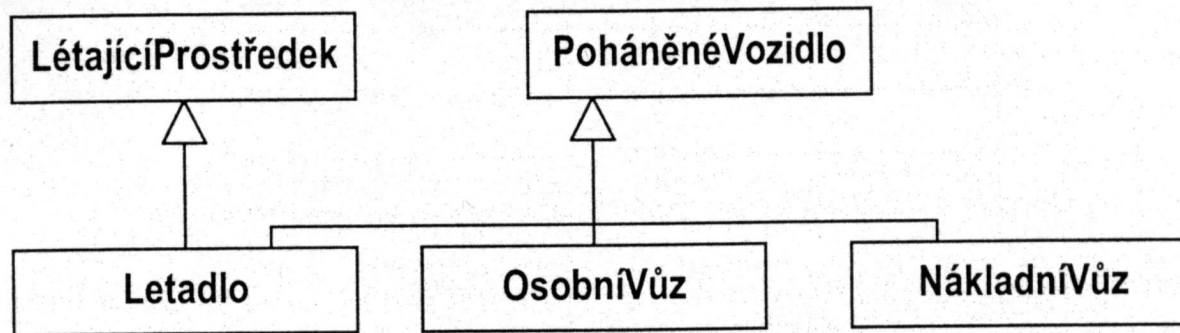 LétajícíProstředek
PoháněnéVozidlo
Letadlo
OsobníVůz
NákladníVůz